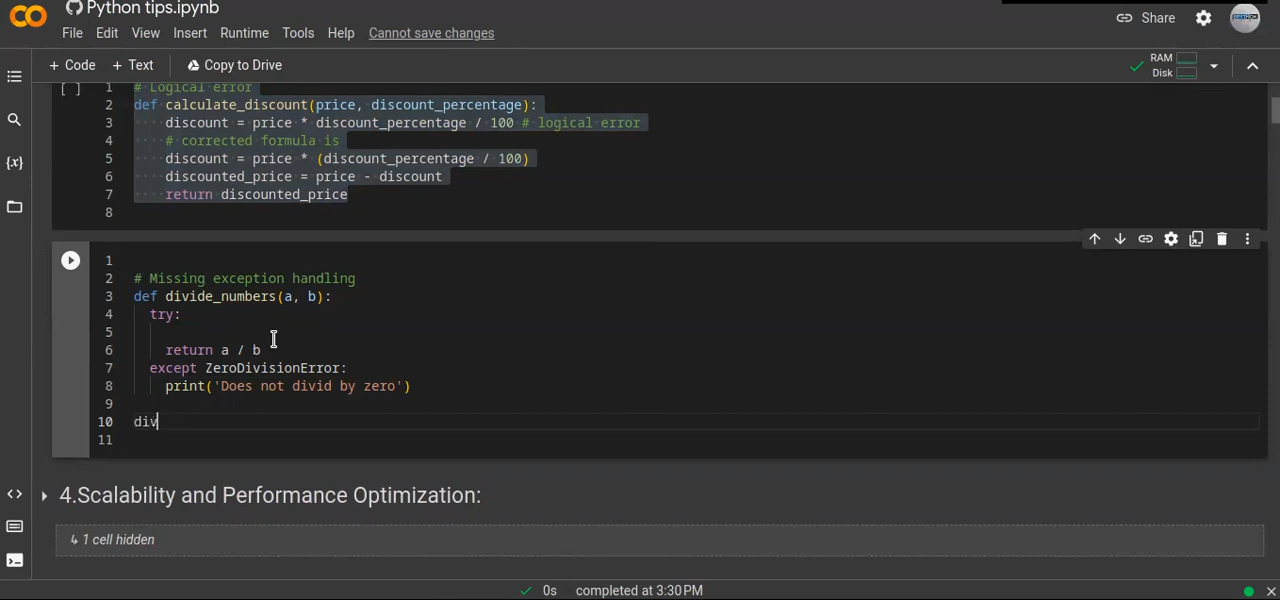 Python tips.ipynb
File Edit View Insert Runtime Tools Help Cannot save changes
Share
+ Code + Text Copy to Drive
RAM
Disk
[ ] 1 # Logical error
2 def calculate_discount(price, discount_percentage):
3 discount = price * discount_percentage / 100 # logical error
4 # corrected formula is
5 discount = price * (discount_percentage / 100)
6 discounted_price = price - discount
7 return discounted_price
8
1
2 # Missing exception handling
3 def divide_numbers(a, b):
4 try:
5
6 return a / b
7 except ZeroDivisionError:
8 print('Does not divid by zero')
9
10 div
11
4.Scalability and Performance Optimization:
↳ 1 cell hidden
0s completed at 3:30 PM